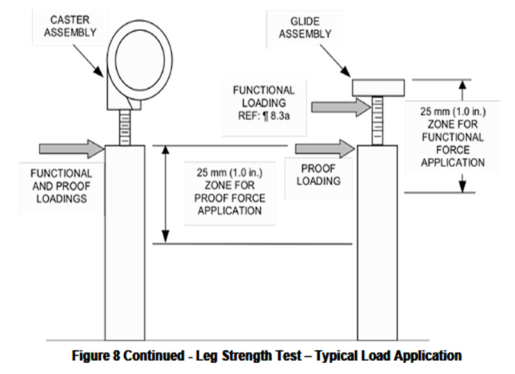 CASTER
ASSEMBLY
GLIDE
ASSEMBLY
FUNCTIONAL
LOADING
REF: ¶ 8.3a
25 mm (1.0 in.)
ZONE FOR
FUNCTIONAL
FORCE
APPLICATION
FUNCTIONAL
AND PROOF
LOADINGS
25 mm (1.0 in.)
ZONE FOR
PROOF FORCE
APPLICATION
PROOF
LOADING
Figure 8 Continued - Leg Strength Test – Typical Load Application